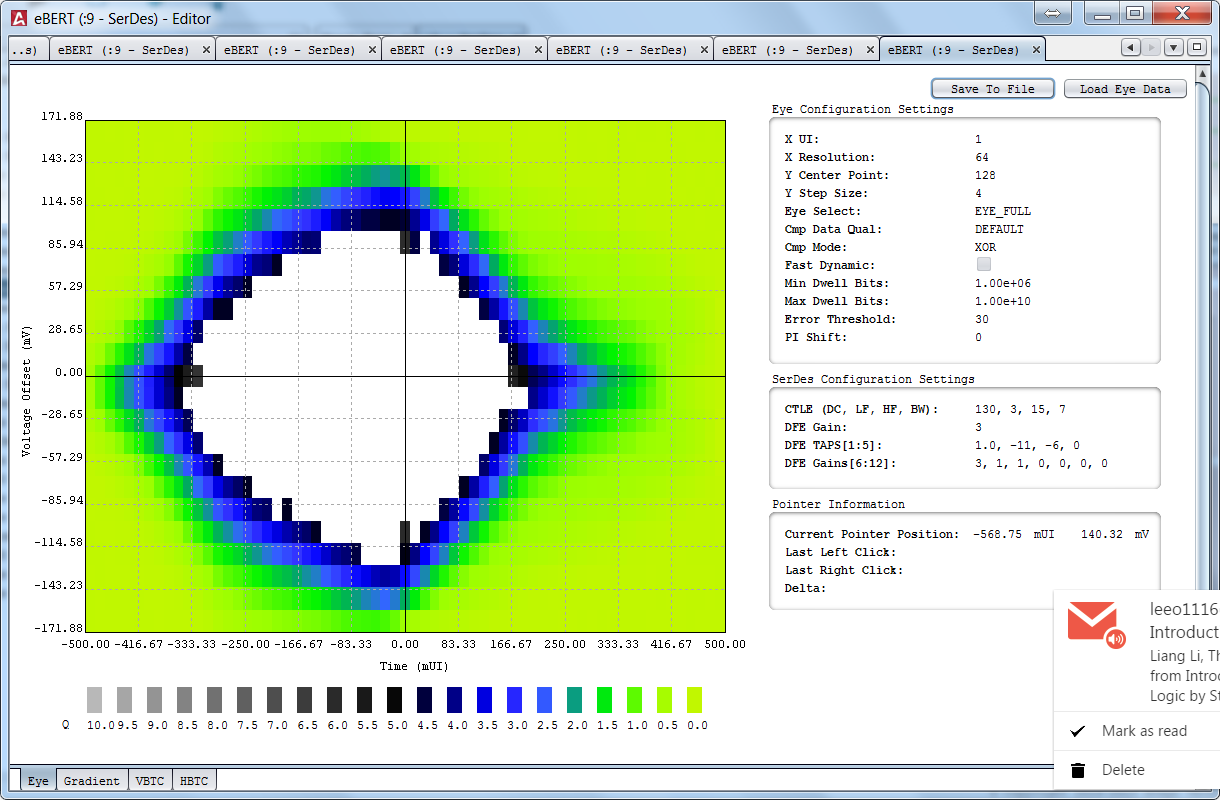 eBERT (:9 - SerDes) - Editor
..s) eBERT (:9 - SerDes) eBERT (:9 - SerDes) eBERT (:9 - SerDes) eBERT (:9 - SerDes) eBERT (:9 - SerDes) eBERT (:9 - SerDes)
Save To File Load Eye Data
Eye Configuration Settings
X UI: 1
X Resolution: 64
Y Center Point: 128
Y Step Size: 4
Eye Select: EYE_FULL
Cmp Data Qual: DEFAULT
Cmp Mode: XOR
Fast Dynamic:
Min Dwell Bits: 1.00e+06
Max Dwell Bits: 1.00e+10
Error Threshold: 30
PI Shift: 0
SerDes Configuration Settings
CTLE (DC, LF, HF, BW): 130, 3, 15, 7
DFE Gain: 3
DFE TAPS[1:5]: 1.0, -11, -6, 0
DFE Gains[6:12]: 3, 1, 1, 0, 0, 0, 0
Pointer Information
Current Pointer Position: -568.75 mUI 140.32 mV
Last Left Click:
Last Right Click:
Delta:
171.88
143.23
114.58
85.94
57.29
28.65
0.00
-28.65
-57.29
-85.94
-114.58
-143.23
-171.88
Voltage Offset (mV)
-500.00 -416.67 -333.33 -250.00 -166.67 -83.33 0.00 83.33 166.67 250.00 333.33 416.67 500.00
Time (mUI)
Q 10.0 9.5 9.0 8.5 8.0 7.5 7.0 6.5 6.0 5.5 5.0 4.5 4.0 3.5 3.0 2.5 2.0 1.5 1.0 0.5 0.0
leeo1116
Introduct
Liang Li, Th
from Introd
Logic by St
Mark as read
Delete
Eye Gradient VBTC HBTC